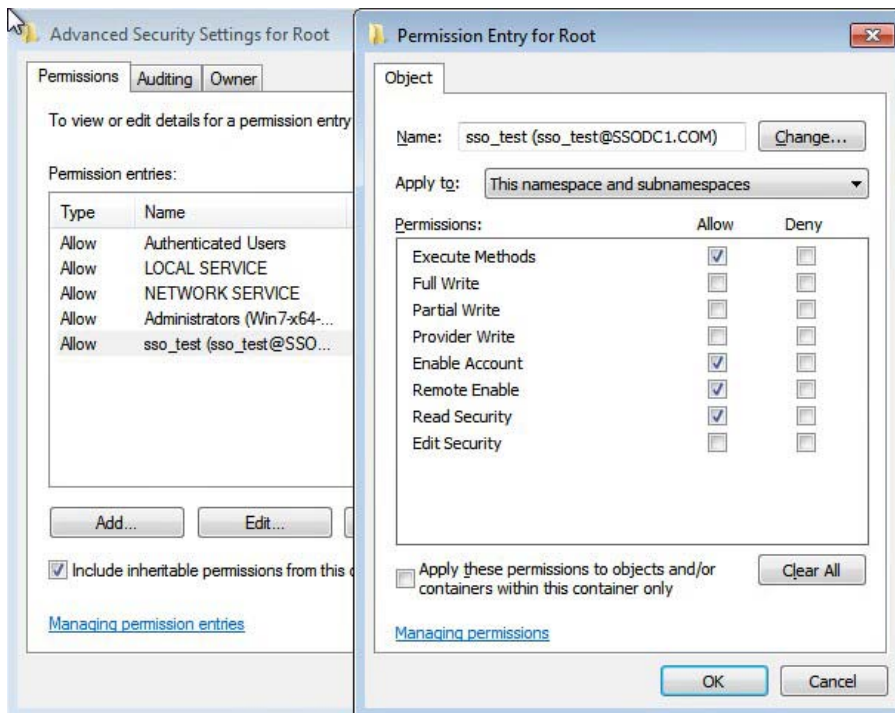 Advanced Security Settings for Root
Permissions Auditing Owner
To view or edit details for a permission entry
Permission entries:
Type Name
Allow Authenticated Users
Allow LOCAL SERVICE
Allow NETWORK SERVICE
Allow Administrators (Win7-x64-...
Allow sso_test (sso_test@SSO...
Add... Edit...
Include inheritable permissions from this
Managing permission entries
Permission Entry for Root
Object
Name: sso_test (sso_test@SSODC1.COM) Change...
Apply to: This namespace and subnamespaces
Permissions: Allow Deny
Execute Methods
Full Write
Partial Write
Provider Write
Enable Account
Remote Enable
Read Security
Edit Security
Apply these permissions to objects and/or
containers within this container only
Clear All
Managing permissions
OK Cancel